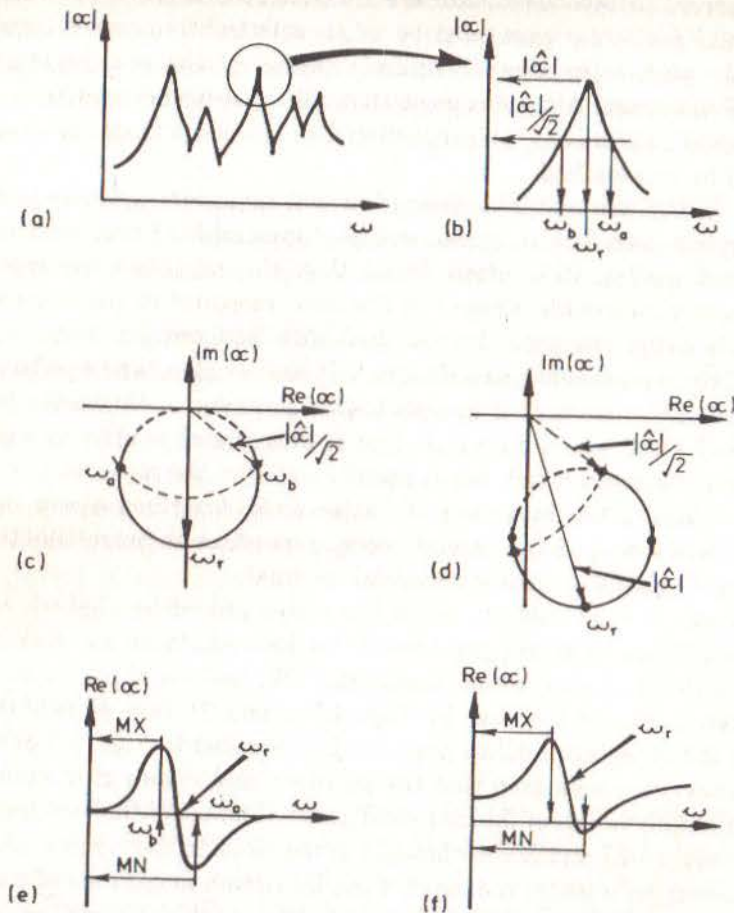 |α|
|α|
|α̂|
|α̂|/√2
(a)
ω
(b)
ω_b
ω_r
ω_a
ω
Im(α)
Re(α)
|α̂|/√2
ω_a
ω_b
ω_r
(c)
Im(α)
Re(α)
|α̂|/√2
|α̂|
ω_r
(d)
Re(α)
MX
ω_r
ω_b
ω_a
ω
MN
(e)
Re(α)
MX
ω_r
ω
MN
(f)